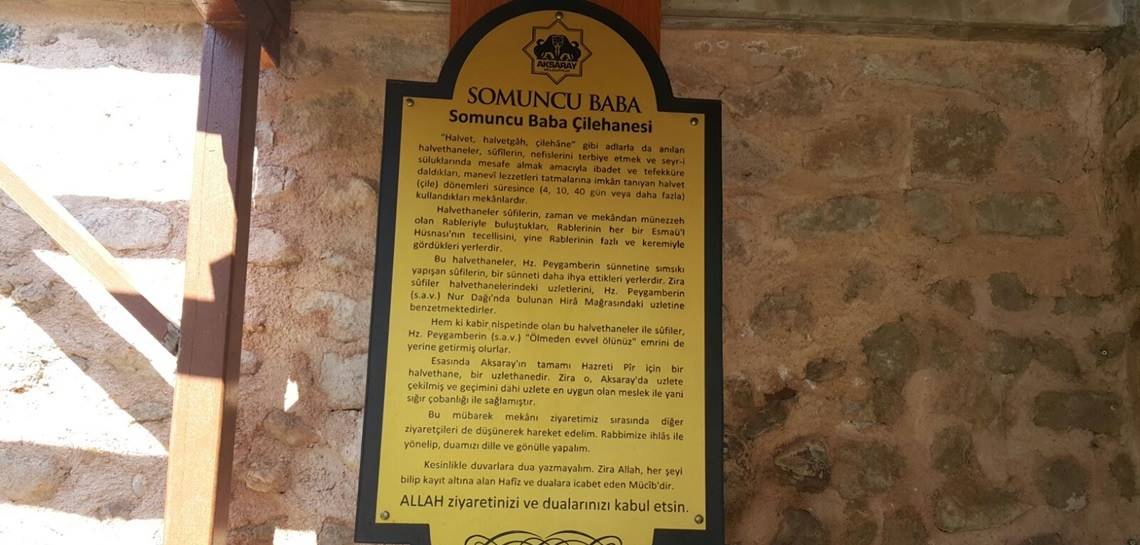 AKSARAY
SOMUNCU BABA
Somuncu Baba Çilehanesi
"Halvet, halvetgâh, çilehâne" gibi adlarla da anılan
halvethaneler, sûfîlerin, nefislerini terbiye etmek ve seyr-i
süluklarında mesafe almak amacıyla ibadet ve tefekküre
daldıkları, manevî lezzetleri tatmalarına imkân tanıyan halvet
(çile) dönemleri süresince (4, 10, 40 gün veya daha fazla)
kullandıkları mekânlardır.
Halvethaneler sûfilerin, zaman ve mekândan münezzeh
olan Rableriyle buluştukları, Rablerinin her bir Esmaü'l
Hüsnası'nın tecellisini, yine Rablerinin fazlı ve keremiyle
gördükleri yerlerdir.
Bu halvethaneler, Hz. Peygamberin sünnetine sımsıkı
yapışan sûfilerin, bir sünneti daha ihya ettikleri yerlerdir. Zira
sûfiler halvethanelerindeki uzletlerini, Hz. Peygamberin
(s.a.v.) Nur Dağı'nda bulunan Hirâ Mağrasındaki uzletine
benzetmektedirler.
Hem ki kabir nispetinde olan bu halvethaneler ile sûfiler,
Hz. Peygamberin (s.a.v.) "Ölmeden evvel ölünüz" emrini de
yerine getirmiş olurlar.
Esasında Aksaray'ın tamamı Hazreti Pîr için bir
halvethane, bir uzlethanedir. Zira o, Aksaray'da uzlete
çekilmiş ve geçimini dahi uzlete en uygun olan meslek ile yani
sığır çobanlığı ile sağlamıştır.
Bu mübarek mekânı ziyaretimiz sırasında diğer
ziyaretçileri de düşünerek hareket edelim. Rabbimize ihlâs ile
yönelip, duamızı dille ve gönülle yapalım.
Kesinlikle duvarlara dua yazmayalım. Zira Allah, her şeyi
bilip kayıt altına alan Hafîz ve dualara icabet eden Mücîb'dir.
ALLAH ziyaretinizi ve dualarınızı kabul etsin.